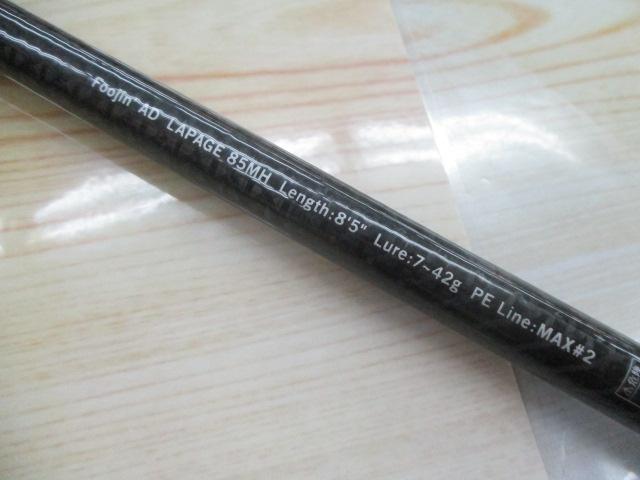 Foojin' AD LAPAGE 85MH Length:8'5" Lure:7~42g PE Line:MAX#2